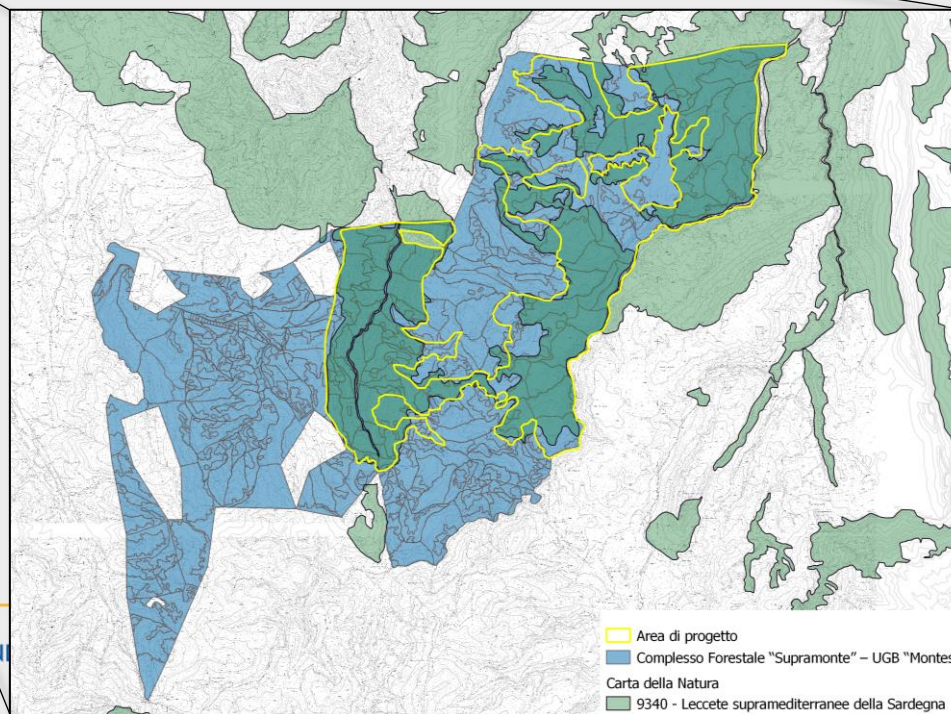 Area di progetto
Complesso Forestale "Supramonte" – UGB "Montes
Carta della Natura
9340 - Leccete supramediterranee della Sardegna